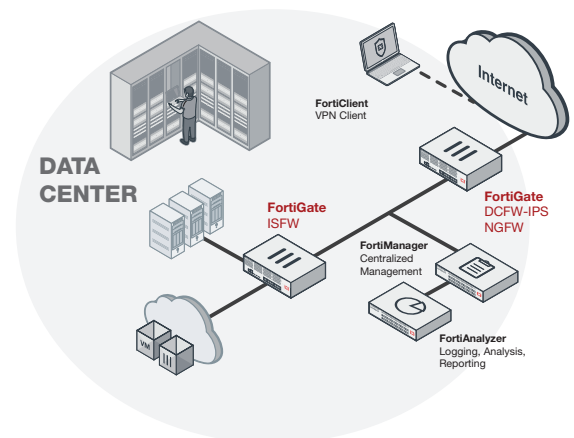 Internet
FortiClient
VPN Client
DATA
CENTER
FortiGate
DCFW-IPS
NGFW
FortiGate
ISFW
FortiManager
Centralized
Management
FortiAnalyzer
Logging, Analysis,
Reporting
VM